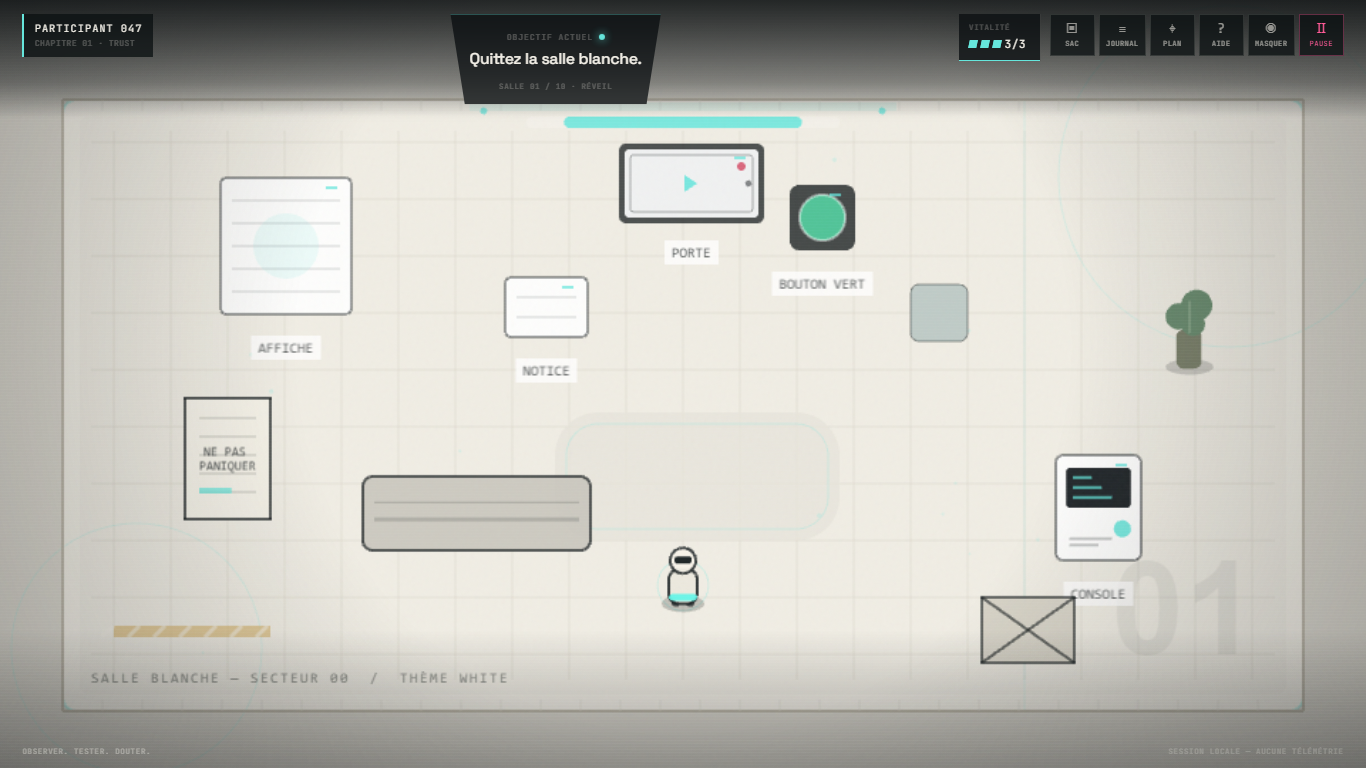 PARTICIPANT 047
CHAPITRE 01 · TRUST
OBJECTIF ACTUEL
Quittez la salle blanche.
SALLE 01 / 10 · RÉVEIL
VITALITÉ
3/3
SAC
JOURNAL
PLAN
?
AIDE
MASQUER
PAUSE
PORTE
BOUTON VERT
AFFICHE
NOTICE
NE PAS
PANIQUER
CONSOLE
01
SALLE BLANCHE — SECTEUR 00 / THÈME WHITE
OBSERVER. TESTER. DOUTER.
SESSION LOCALE — AUCUNE TÉLÉMÉTRIE